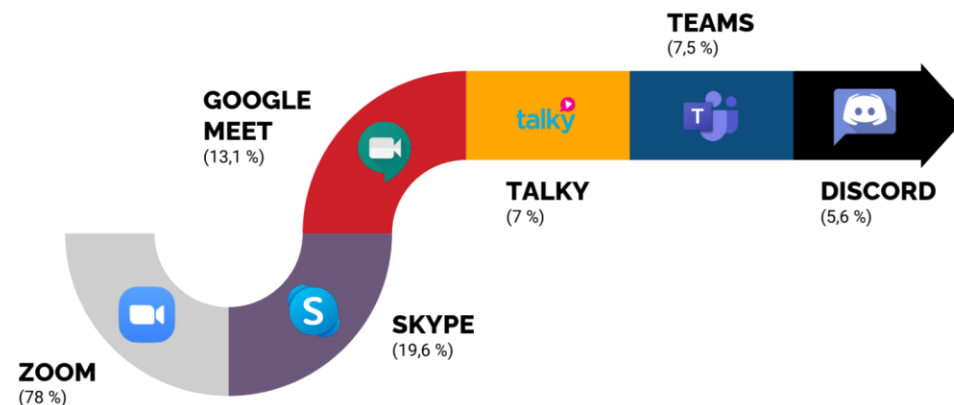 ZOOM
(78 %)
SKYPE
(19,6 %)
GOOGLE
MEET
(13,1 %)
talky
TALKY
(7 %)
TEAMS
(7,5 %)
T
DISCORD
(5,6 %)
S